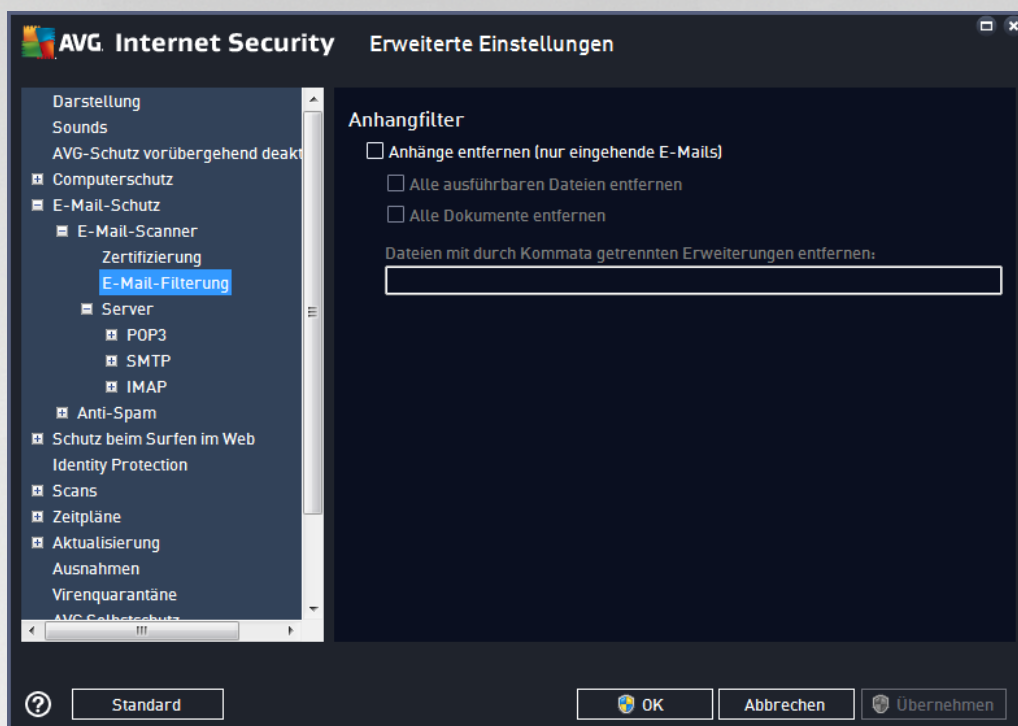 AVG. Internet Security Erweiterte Einstellungen
Darstellung
Sounds
AVG-Schutz vorübergehend deakt
Computerschutz
E-Mail-Schutz
E-Mail-Scanner
Zertifizierung
E-Mail-Filterung
Server
POP3
SMTP
IMAP
Anti-Spam
Schutz beim Surfen im Web
Identity Protection
Scans
Zeitpläne
Aktualisierung
Ausnahmen
Virenquarantäne
AVG Selbstschutz
Anhangfilter
Anhänge entfernen (nur eingehende E-Mails)
Alle ausführbaren Dateien entfernen
Alle Dokumente entfernen
Dateien mit durch Kommata getrennten Erweiterungen entfernen:
Standard
OK
Abbrechen
Übernehmen